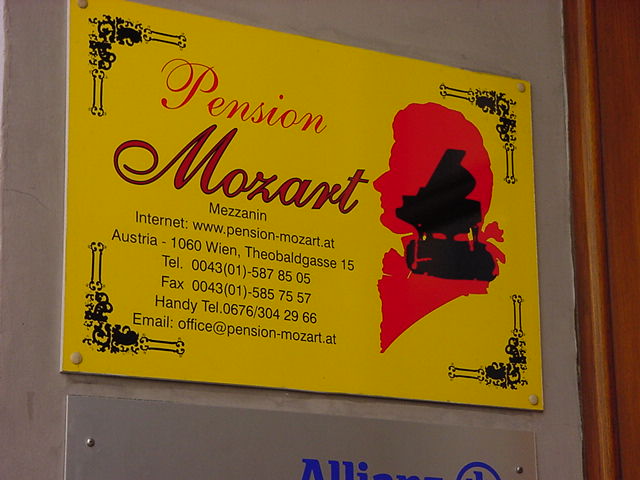 Pension
Mozart
Mezzanin
Internet: www.pension-mozart.at
Austria - 1060 Wien, Theobaldgasse 15
Tel. 0043(01)-587 85 05
Fax 0043(01)-585 75 57
Handy Tel.0676/304 29 66
Email: office@pension-mozart.at
Allianz